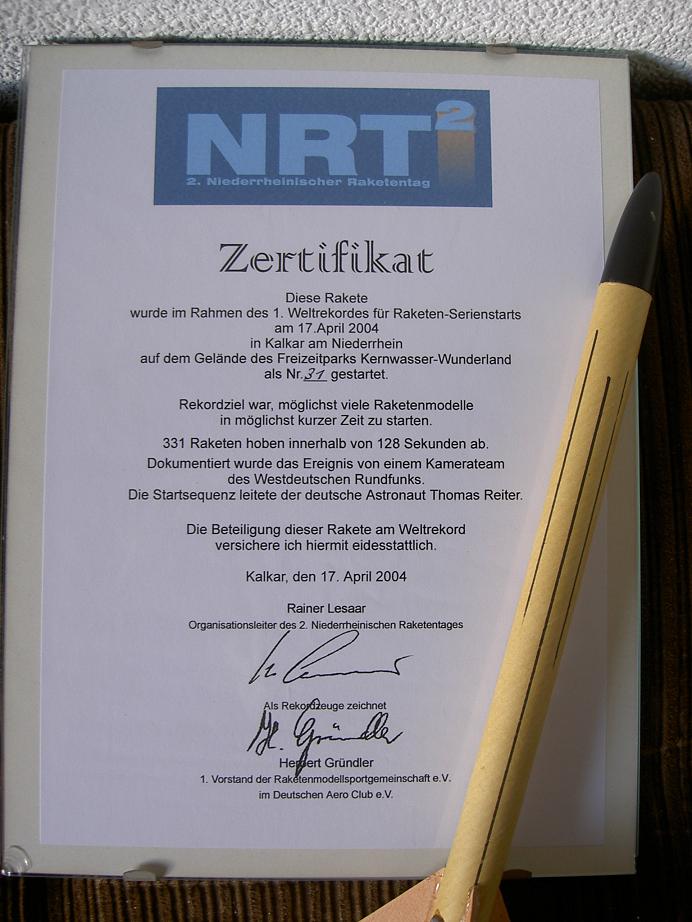 NRT²
2. Niederrheinischer Raketentag
Zertifikat
Diese Rakete
wurde im Rahmen des 1. Weltrekordes für Raketen-Serienstarts
am 17.April 2004
in Kalkar am Niederrhein
auf dem Gelände des Freizeitparks Kernwasser-Wunderland
als Nr. 31 gestartet.
Rekordziel war, möglichst viele Raketenmodelle
in möglichst kurzer Zeit zu starten.
331 Raketen hoben innerhalb von 128 Sekunden ab.
Dokumentiert wurde das Ereignis von einem Kamerateam
des Westdeutschen Rundfunks.
Die Startsequenz leitete der deutsche Astronaut Thomas Reiter.
Die Beteiligung dieser Rakete am Weltrekord
versichere ich hiermit eidesstattlich.
Kalkar, den 17. April 2004
Rainer Lesaar
Organisationsleiter des 2. Niederrheinischen Raketentages
Als Rekordzeuge zeichnet
H. Gründler
Herbert Gründler
1. Vorstand der Raketenmodellsportgemeinschaft e.V.
im Deutschen Aero Club e.V.